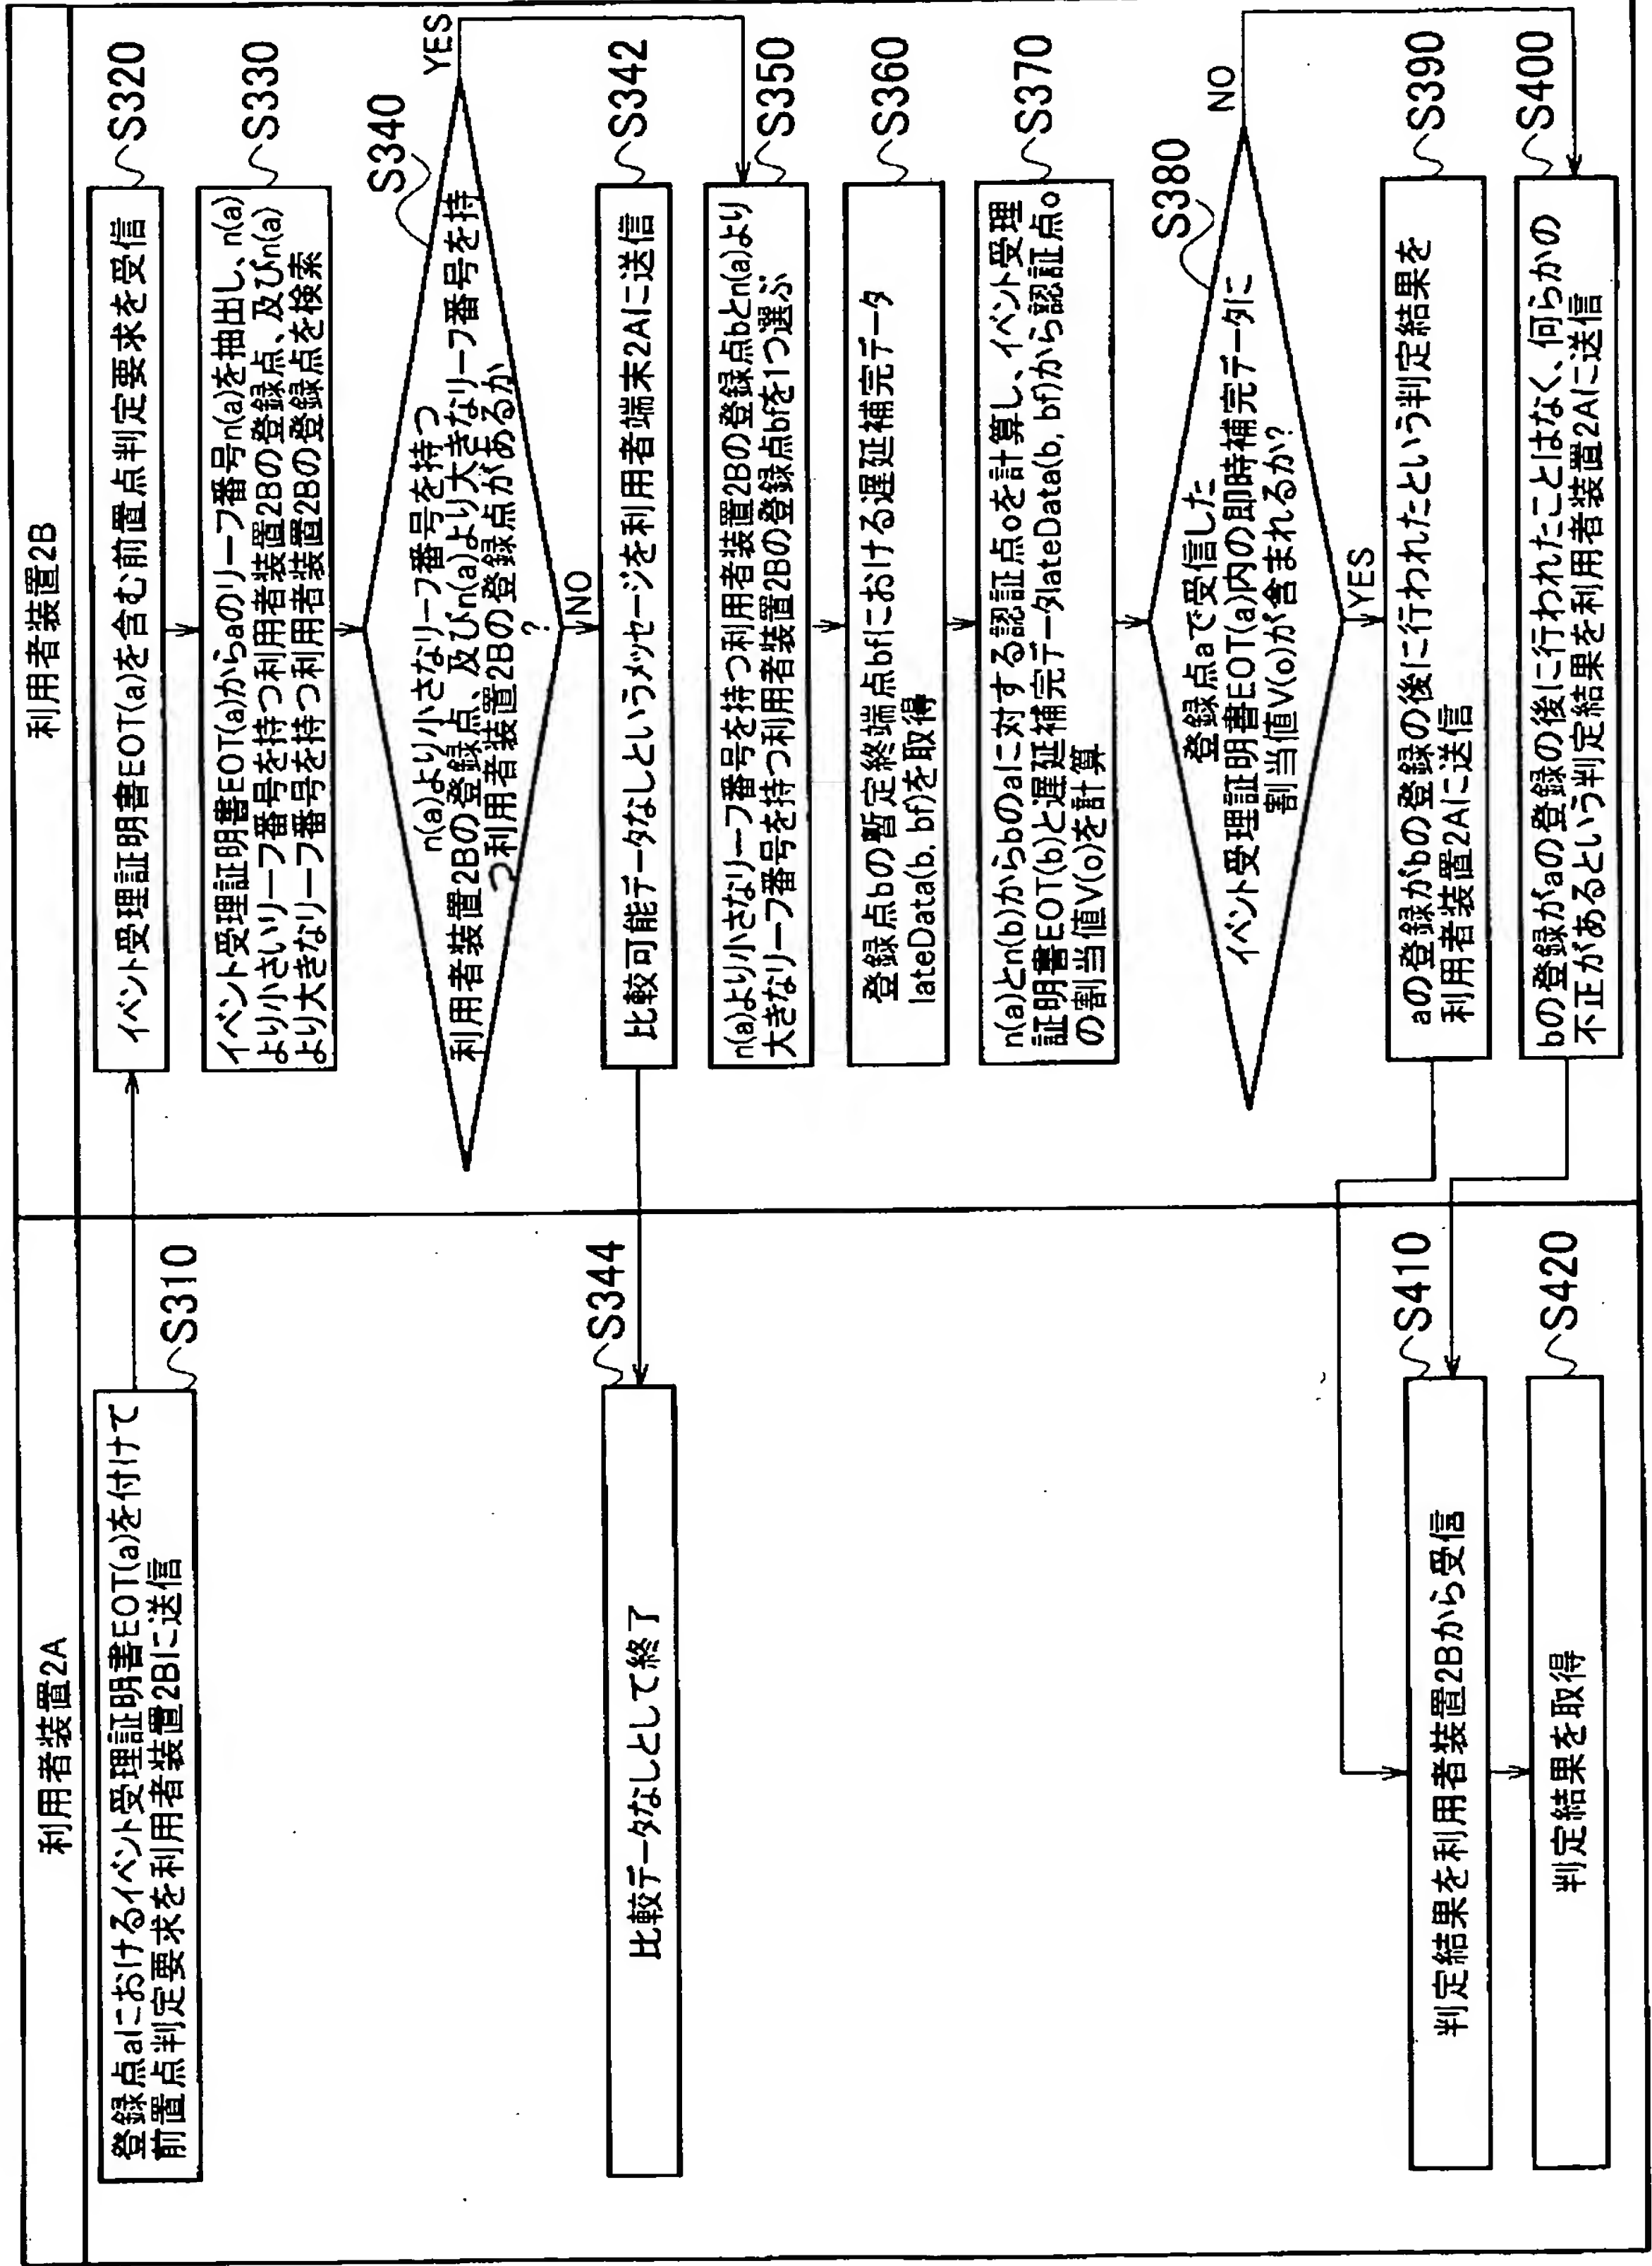 利用者装置2A
利用者装置2B
登録点aにおけるイベント受理証明書EOT(a)を付けて
前置点判定要求を利用者装置2Bに送信
S310
イベント受理証明書EOT(a)を含む前置点判定要求を受信
S320
イベント受理証明書EOT(a)からaのリーフ番号n(a)を抽出し、n(a)
より小さいリーフ番号を持つ利用者装置2Bの登録点、及びn(a)
より大きなリーフ番号を持つ利用者装置2Bの登録点を検索
S330
n(a)より小さなリーフ番号を持つ
利用者装置2Bの登録点、及びn(a)より大きなリーフ番号を持
つ利用者装置2Bの登録点があるか
?
S340
YES
NO
比較可能データなしというメッセージを利用者端末2Aに送信
S342
比較データなしとして終了
S344
n(a)より小さなリーフ番号を持つ利用者装置2Bの登録点bとn(a)より
大きなリーフ番号を持つ利用者装置2Bの登録点bfを1つ選ぶ
S350
登録点bの暫定終端点bfにおける遅延補完データ
lateData(b, bf)を取得
S360
n(a)とn(b)からbのaに対する認証点oを計算し、イベント受理
証明書EOT(b)と遅延補完データlateData(b, bf)から認証点o
の割当値V(o)を計算
S370
登録点aで受信した
イベント受理証明書EOT(a)内の即時補完データに
割当値V(o)が含まれるか?
S380
NO
YES
aの登録がbの登録の後に行われたという判定結果を
利用者装置2Aに送信
S390
bの登録がaの登録の後に行われたことはなく、何らかの
不正があるという判定結果を利用者装置2Aに送信
S400
判定結果を利用者装置2Bから受信
S410
判定結果を取得
S420